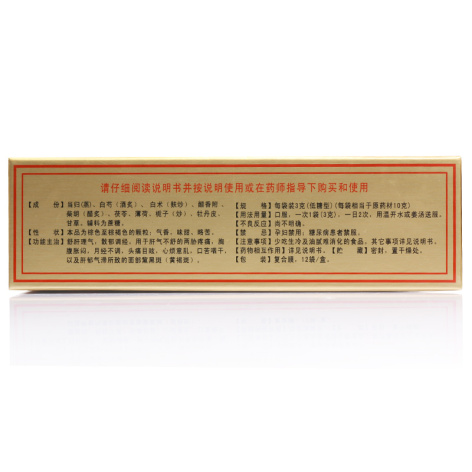 请仔细阅读说明书并按说明使用或在药师指导下购买和使用
【成 份】当归(蒸)、白芍（酒炙）、白术（麸炒）、醋香附、
柴胡（醋炙）、茯苓、薄荷、栀子（炒）、牡丹皮、
甘草，辅料为蔗糖。
【性 状】本品为棕色至棕褐色的颗粒；气香，味甜、略苦。
【功能主治】舒肝理气，散郁调经。用于肝气不舒的两胁疼痛，胸
腹胀闷，月经不调，头痛目眩，心烦意乱，口苦咽干，
以及肝郁气滞所致的面部黧黑斑（黄褐斑）。
【规 格】每袋装3克(低糖型)(每袋相当于原药材10克)
【用法用量】口服。一次1袋(3克)，一日2次，用温开水或姜汤送服。
【不良反应】尚不明确。
【禁 忌】孕妇禁用；糖尿病患者禁服。
【注意事项】少吃生冷及油腻难消化的食品。其它事项详见说明书。
【药物相互作用】详见说明书。【贮 藏】密封，置干燥处。
【包 装】复合膜，12袋/盒。